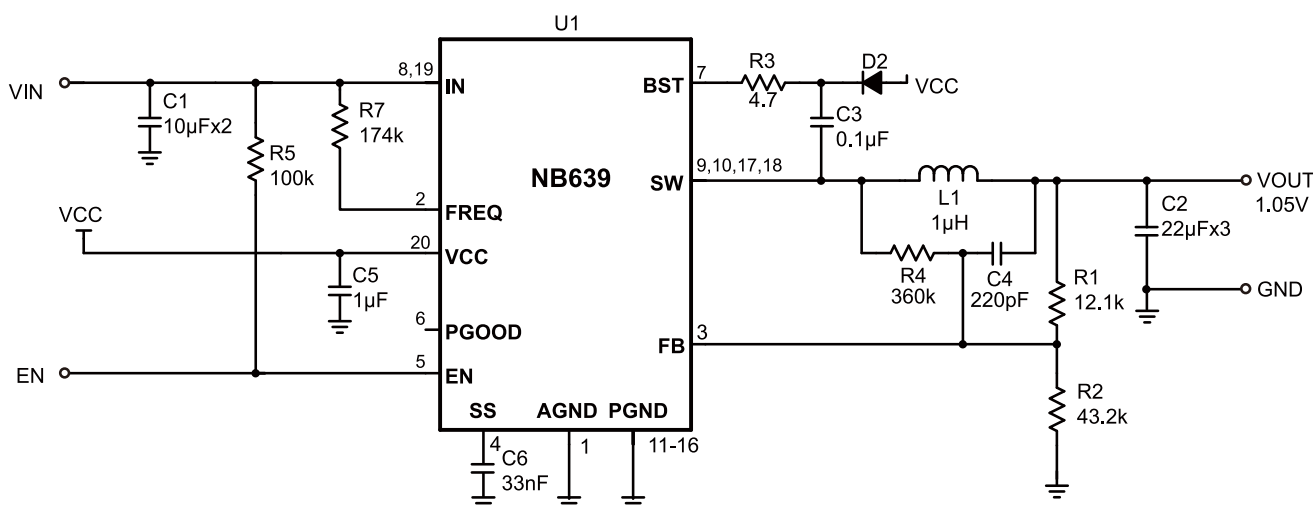 U1
VIN
C1
10µFx2
R5
100k
R7
174k
8,19
IN
2
FREQ
VCC
20
VCC
C5
1µF
6
PGOOD
EN
5
EN
NB639
SS
AGND
PGND
4
C6
33nF
1
11-16
BST
7
R3
4.7
D2
VCC
C3
0.1µF
SW
9,10,17,18
L1
1µH
R4
360k
C4
220pF
FB
3
R1
12.1k
R2
43.2k
C2
22µFx3
VOUT
1.05V
GND